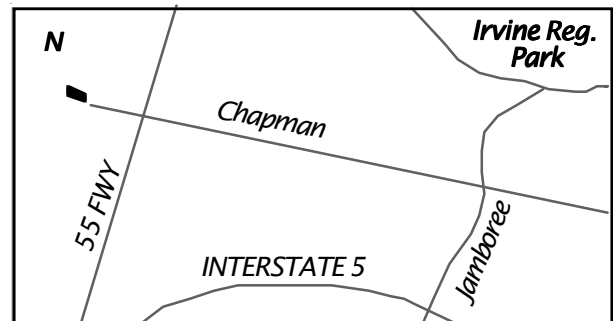 N
Irvine Reg.
Park
Chapman
55 FWY
Jamboree
INTERSTATE 5